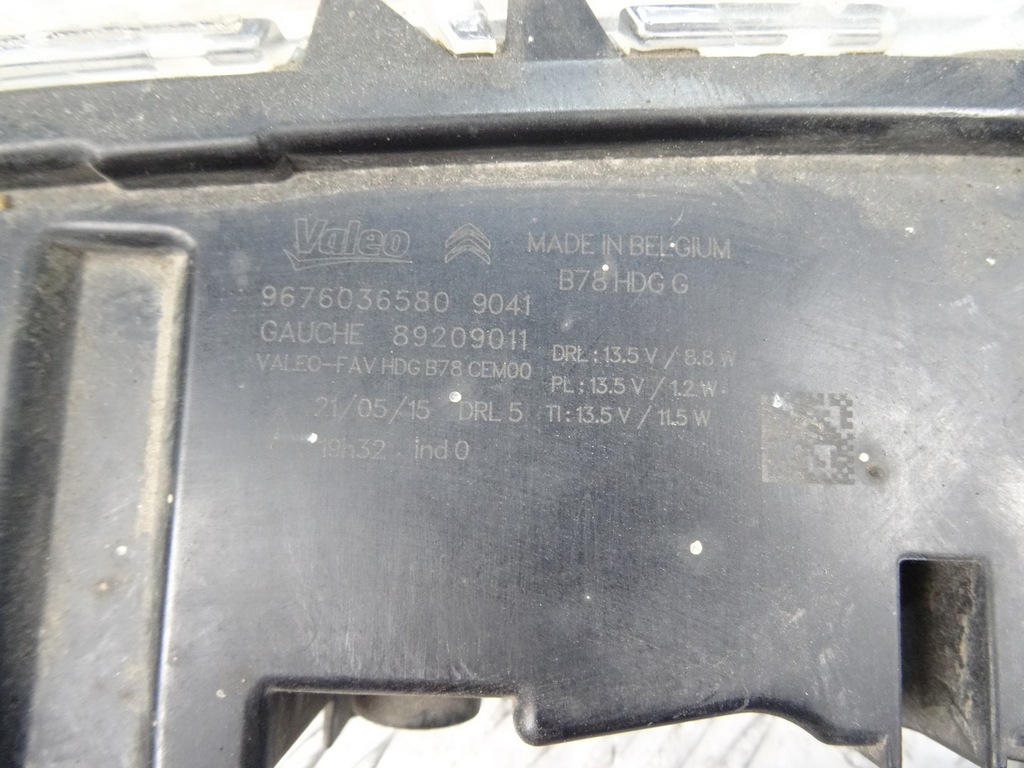 Valeo MADE IN BELGIUM
B78 HDG G
9676036580 9041
GAUCHE 89209011
VALEO-FAV HDG B78 CEM00
DRL : 13.5 V / 8.8 W
PL : 13.5 V / 1.2 W
21/05/15 DRL 5 TI : 13.5 V / 11.5 W
19h32 ind 0